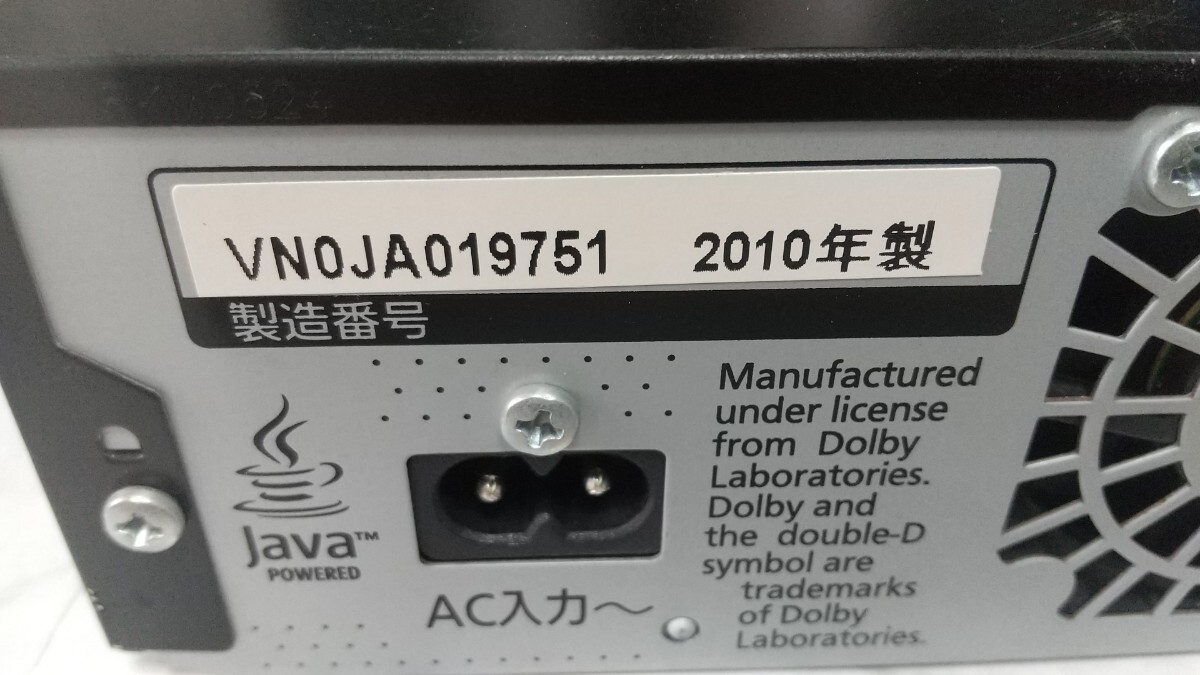 VN0JA019751 2010年製
製造番号
Java™
POWERED
AC入力～
Manufactured
under license
from Dolby
Laboratories.
Dolby and
the double-D
symbol are
trademarks
of Dolby
Laboratories.